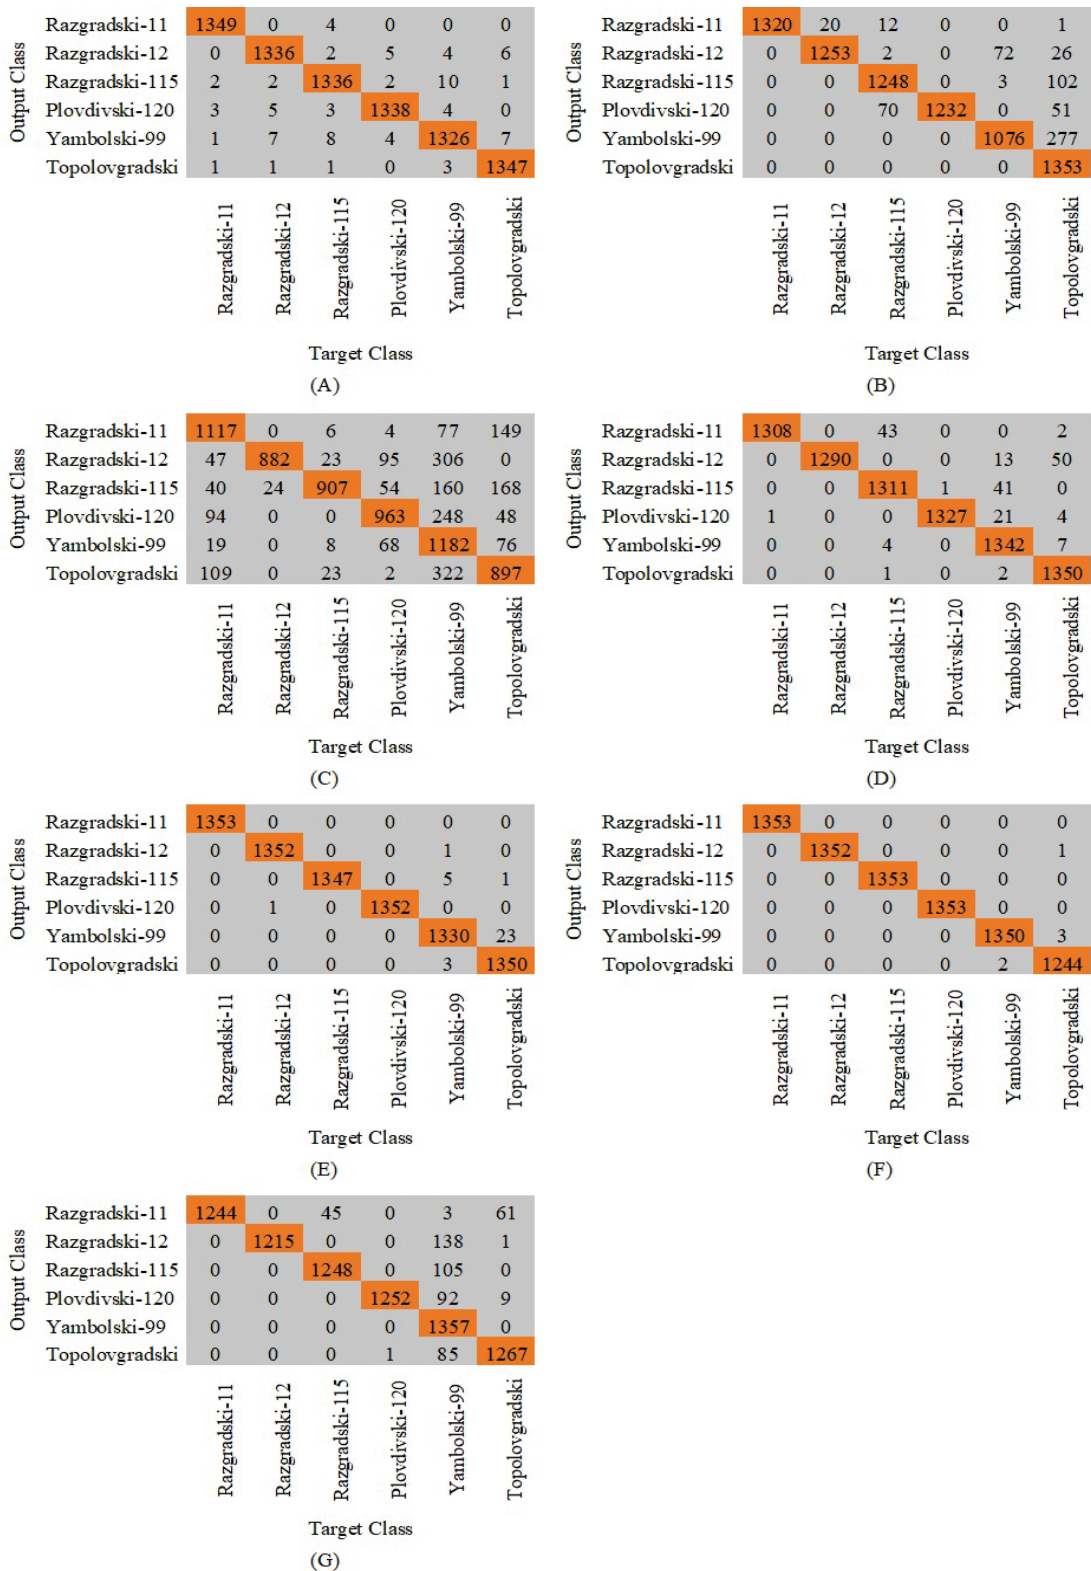 Output Class
Razgradski-11 1349 0 4 0 0 0
Razgradski-12 0 1336 2 5 4 6
Razgradski-115 2 2 1336 2 10 1
Plovdivski-120 3 5 3 1338 4 0
Yambolski-99 1 7 8 4 1326 7
Topolovgradski 1 1 1 0 3 1347
Razgradski-11 Razgradski-12 Razgradski-115 Plovdivski-120 Yambolski-99 Topolovgradski
Target Class
(A)
Output Class
Razgradski-11 1320 20 12 0 0 1
Razgradski-12 0 1253 2 0 72 26
Razgradski-115 0 0 1248 0 3 102
Plovdivski-120 0 0 70 1232 0 51
Yambolski-99 0 0 0 0 1076 277
Topolovgradski 0 0 0 0 0 1353
Razgradski-11 Razgradski-12 Razgradski-115 Plovdivski-120 Yambolski-99 Topolovgradski
Target Class
(B)
Output Class
Razgradski-11 1117 0 6 4 77 149
Razgradski-12 47 882 23 95 306 0
Razgradski-115 40 24 907 54 160 168
Plovdivski-120 94 0 0 963 248 48
Yambolski-99 19 0 8 68 1182 76
Topolovgradski 109 0 23 2 322 897
Razgradski-11 Razgradski-12 Razgradski-115 Plovdivski-120 Yambolski-99 Topolovgradski
Target Class
(C)
Output Class
Razgradski-11 1308 0 43 0 0 2
Razgradski-12 0 1290 0 0 13 50
Razgradski-115 0 0 1311 1 41 0
Plovdivski-120 1 0 0 1327 21 4
Yambolski-99 0 0 4 0 1342 7
Topolovgradski 0 0 1 0 2 1350
Razgradski-11 Razgradski-12 Razgradski-115 Plovdivski-120 Yambolski-99 Topolovgradski
Target Class
(D)
Output Class
Razgradski-11 1353 0 0 0 0 0
Razgradski-12 0 1352 0 0 1 0
Razgradski-115 0 0 1347 0 5 1
Plovdivski-120 0 1 0 1352 0 0
Yambolski-99 0 0 0 0 1330 23
Topolovgradski 0 0 0 0 3 1350
Razgradski-11 Razgradski-12 Razgradski-115 Plovdivski-120 Yambolski-99 Topolovgradski
Target Class
(E)
Output Class
Razgradski-11 1353 0 0 0 0 0
Razgradski-12 0 1352 0 0 0 1
Razgradski-115 0 0 1353 0 0 0
Plovdivski-120 0 0 0 1353 0 0
Yambolski-99 0 0 0 0 1350 3
Topolovgradski 0 0 0 0 2 1244
Razgradski-11 Razgradski-12 Razgradski-115 Plovdivski-120 Yambolski-99 Topolovgradski
Target Class
(F)
Output Class
Razgradski-11 1244 0 45 0 3 61
Razgradski-12 0 1215 0 0 138 1
Razgradski-115 0 0 1248 0 105 0
Plovdivski-120 0 0 0 1252 92 9
Yambolski-99 0 0 0 0 1357 0
Topolovgradski 0 0 0 1 85 1267
Razgradski-11 Razgradski-12 Razgradski-115 Plovdivski-120 Yambolski-99 Topolovgradski
Target Class
(G)